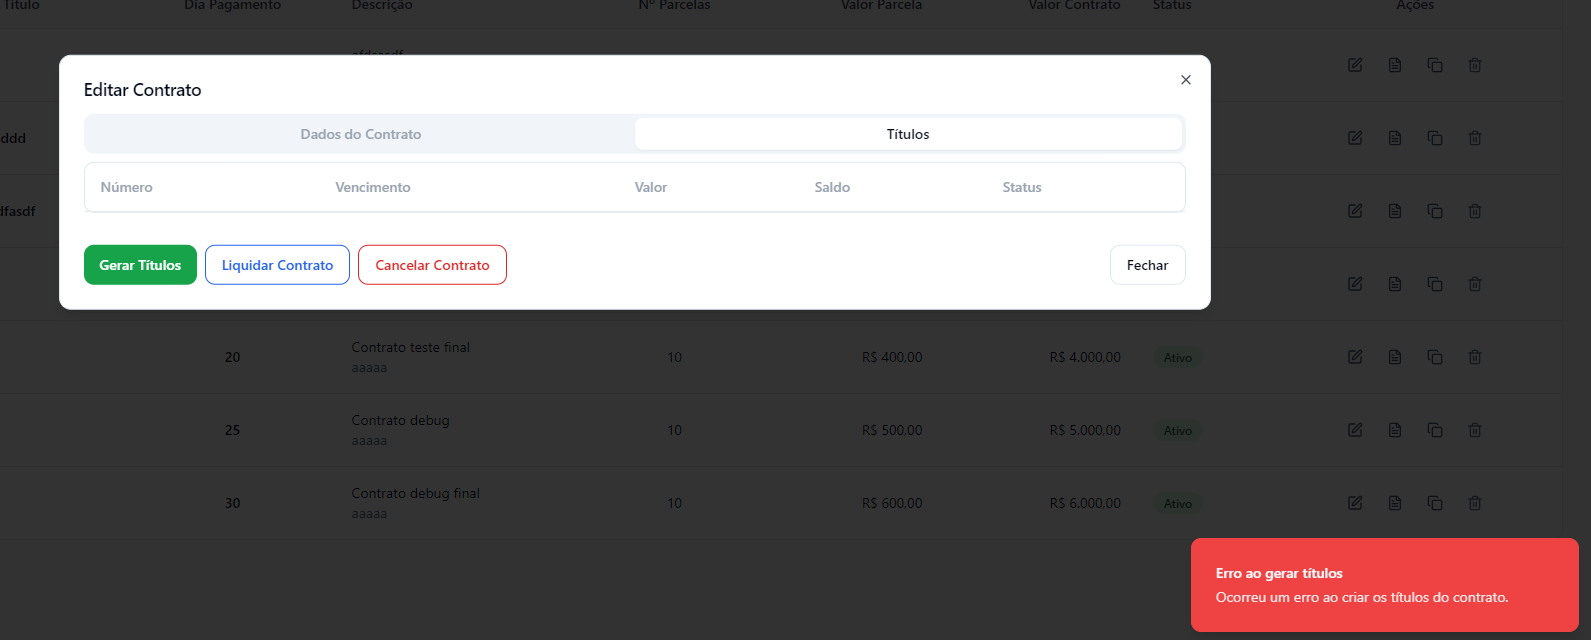 Título Dia Pagamento Descrição Nº Parcelas Valor Parcela Valor Contrato Status Ações
Editar Contrato
Dados do Contrato Títulos
ddd
Número Vencimento Valor Saldo Status
dfasdf
Gerar Títulos Liquidar Contrato Cancelar Contrato Fechar
20 Contrato teste final 10 R$ 400,00 R$ 4.000,00 Ativo
aaaaa
25 Contrato debug 10 R$ 500,00 R$ 5.000,00 Ativo
aaaaa
30 Contrato debug final 10 R$ 600,00 R$ 6.000,00 Ativo
aaaaa
Erro ao gerar títulos
Ocorreu um erro ao criar os títulos do contrato.